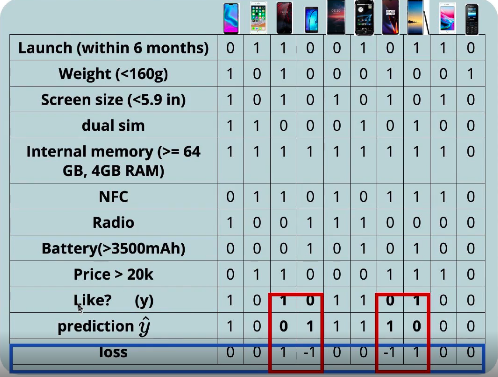 Launch (within 6 months) 0 1 1 0 0 1 0 1 1 0
Weight (<160g) 1 0 1 0 0 0 1 0 0 1
Screen size (<5.9 in) 1 0 1 0 1 0 1 0 1 0
dual sim 1 1 0 0 0 1 0 1 0 0
Internal memory (>= 64 1 1 1 1 1 1 1 1 1 0
GB, 4GB RAM)
NFC 0 1 1 0 1 0 1 1 1 0
Radio 1 0 0 1 1 1 0 0 0 0
Battery(>3500mAh) 0 0 0 1 0 1 0 1 0 0
Price > 20k 0 1 1 0 0 0 1 1 1 0
Like? (y) 1 0 1 0 1 1 0 1 0 0
prediction ŷ 1 0 0 1 1 1 1 0 0 0
loss 0 0 1 -1 0 0 -1 1 0 0